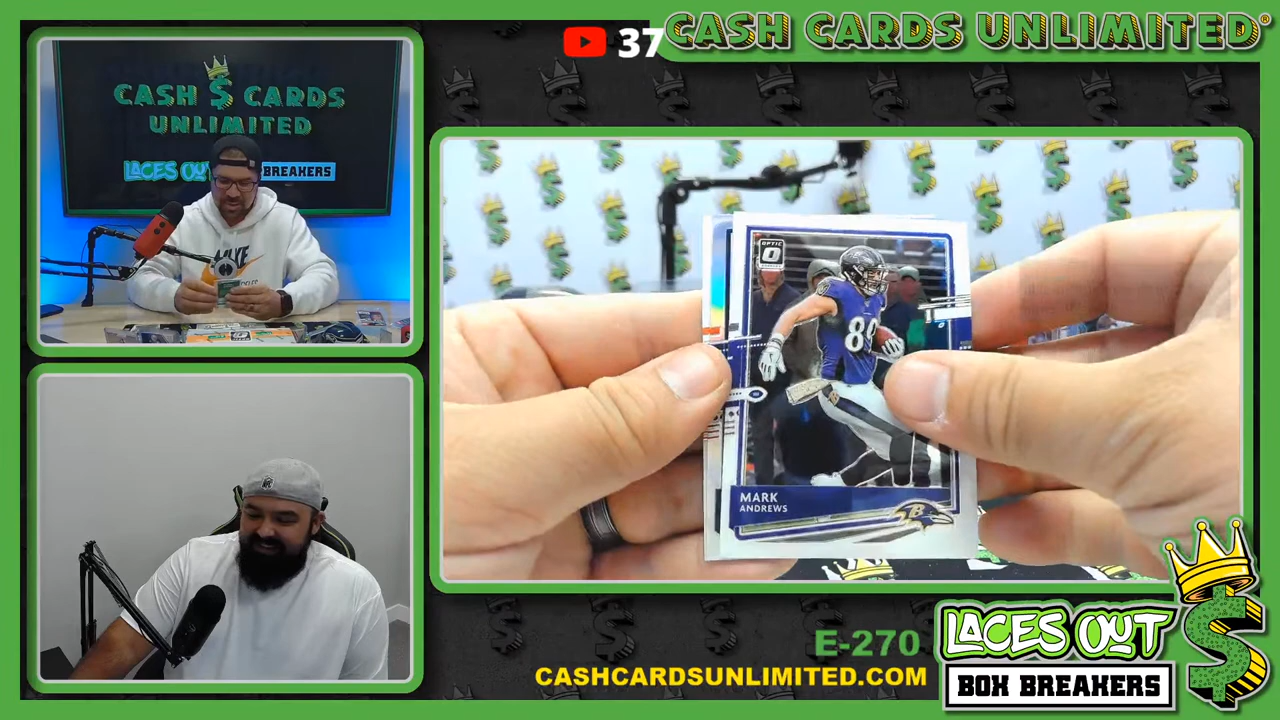 37
CASH CARDS UNLIMITED®
CASH $ CARDS
UNLIMITED
LACES OUT
BREAKERS
OPTIC
MARK
ANDREWS
E-270
CASHCARDSUNLIMITED.COM
LACES OUT
BOX BREAKERS